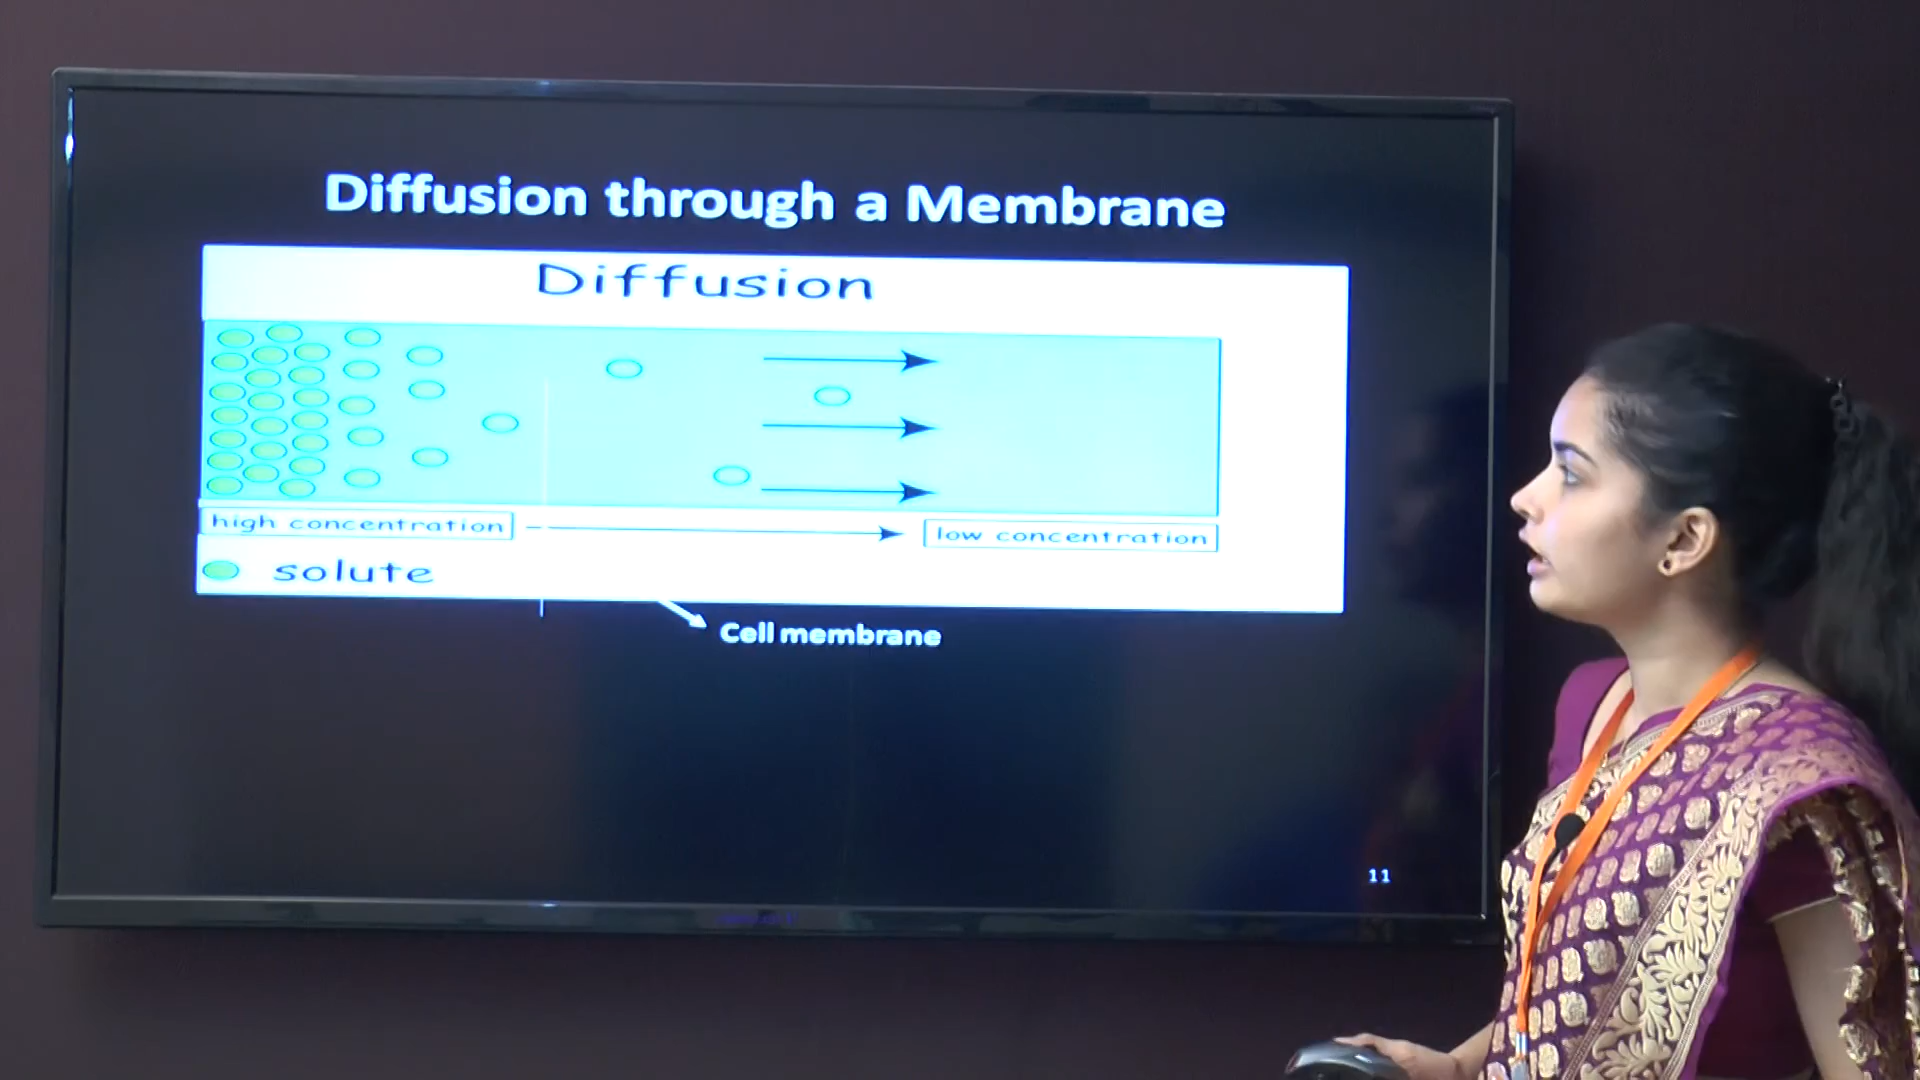 Diffusion through a Membrane
Diffusion
high concentration
low concentration
solute
Cell membrane
11